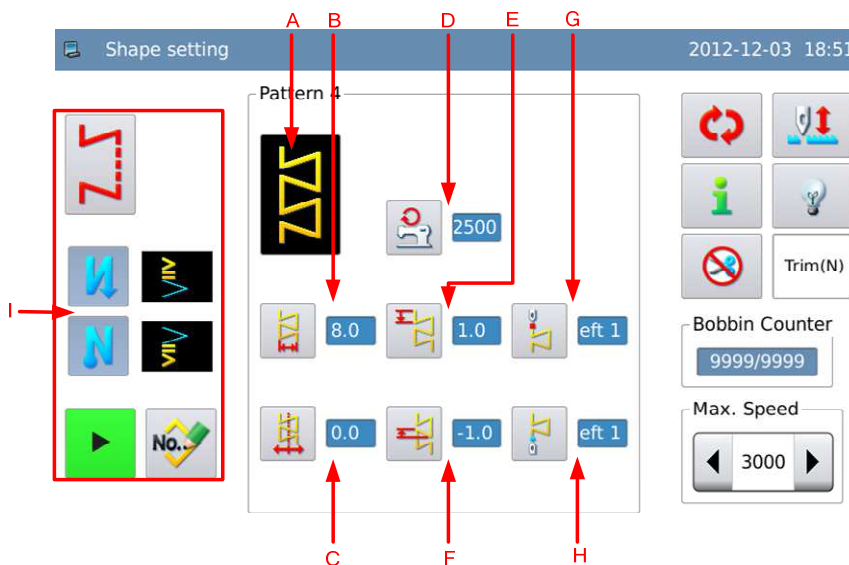 A B D E G
Shape setting 2012-12-03 18:51
Pattern 4
2500
I
Trim(N)
8.0 1.0 eft 1
Bobbin Counter
9999/9999
Max. Speed
No.
0.0 -1.0 eft 1
3000
C F H